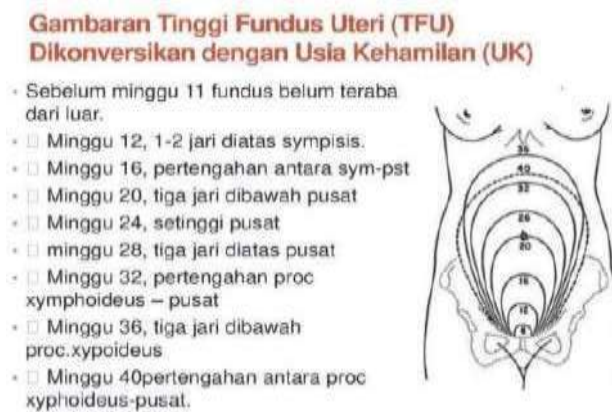 Gambaran Tinggi Fundus Uteri (TFU)
Dikonversikan dengan Usia Kehamilan (UK)
Sebelum minggu 11 fundus belum teraba
dari luar.
Minggu 12, 1-2 jari diatas sympisis.
Minggu 16, pertengahan antara sym-pst
Minggu 20, tiga jari dibawah pusat
Minggu 24, setinggi pusat
minggu 28, tiga jari diatas pusat
Minggu 32, pertengahan proc
xymphoideus – pusat
Minggu 36, tiga jari dibawah
proc.xypoideus
Minggu 40pertengahan antara proc
xyphoideus-pusat.
36
40
32
26
20
16
12